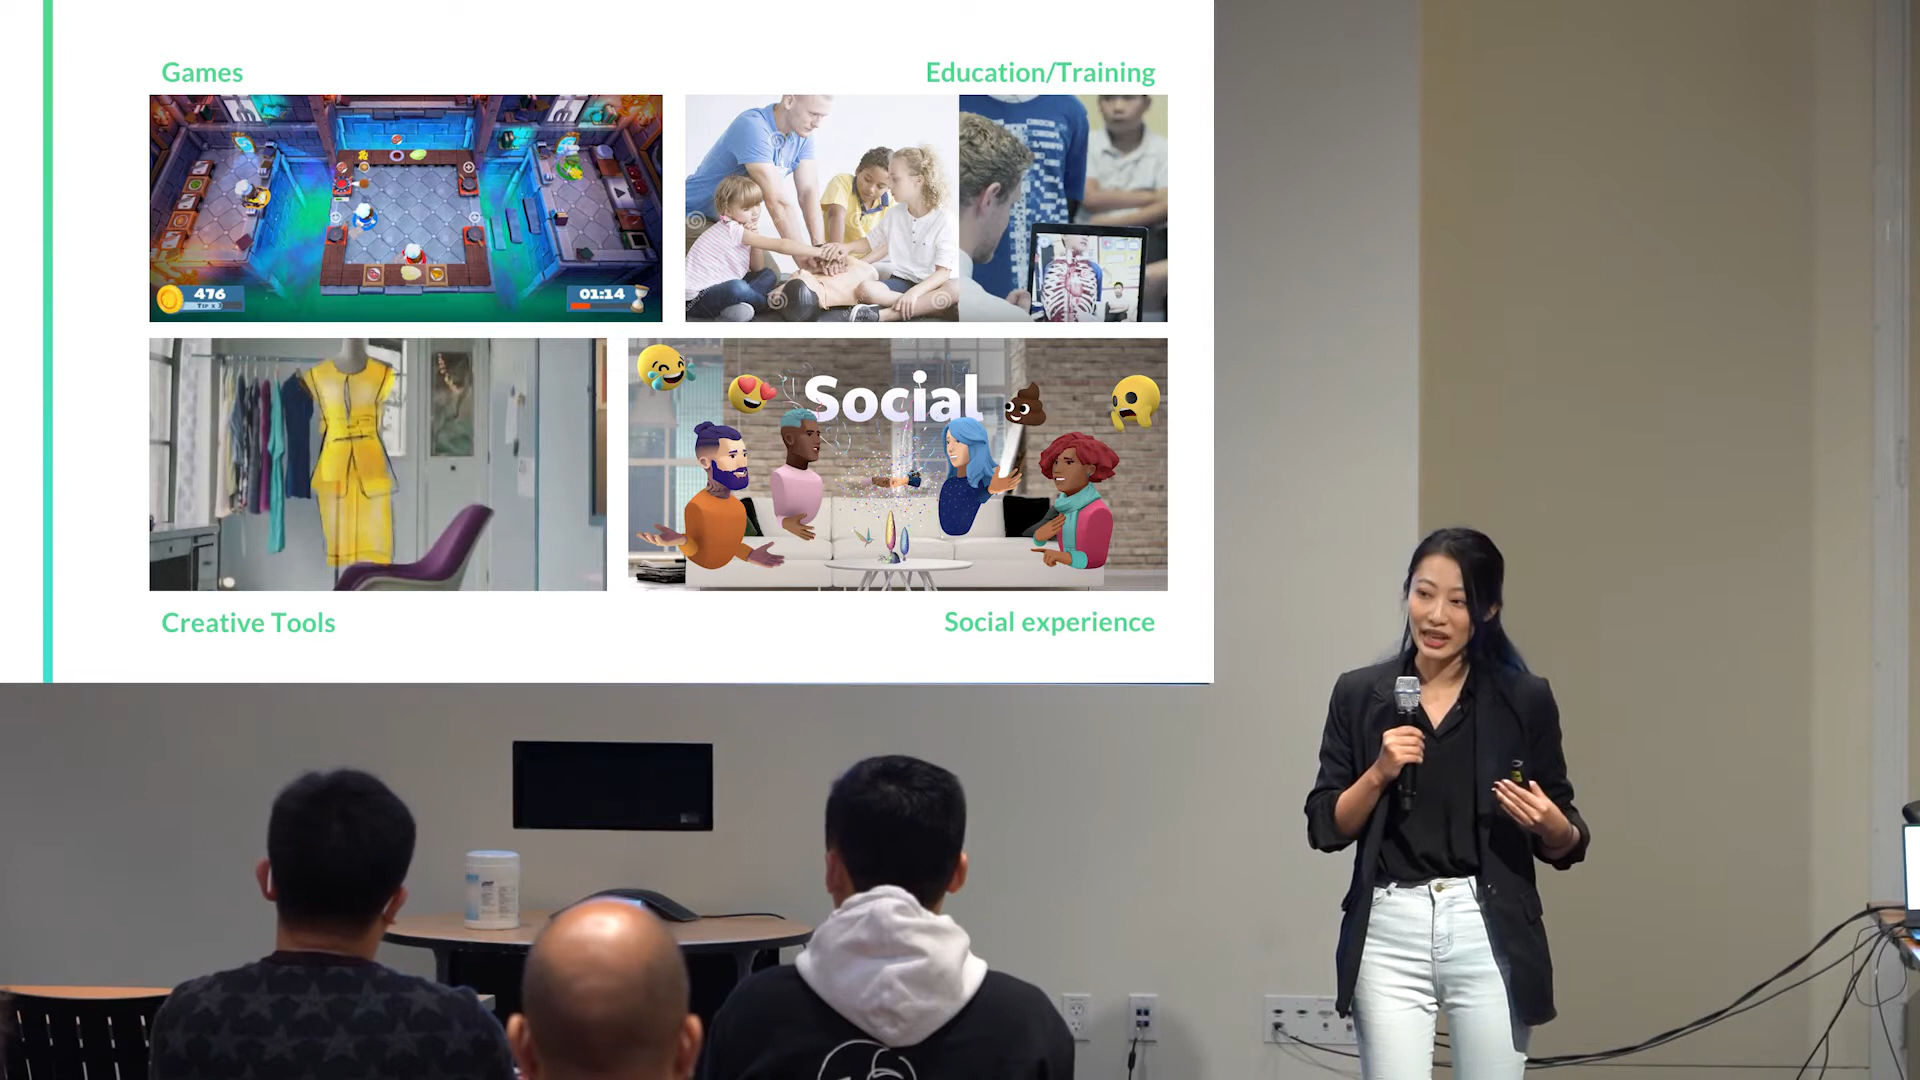 Games
Education/Training
476
01:14
Social
Creative Tools
Social experience